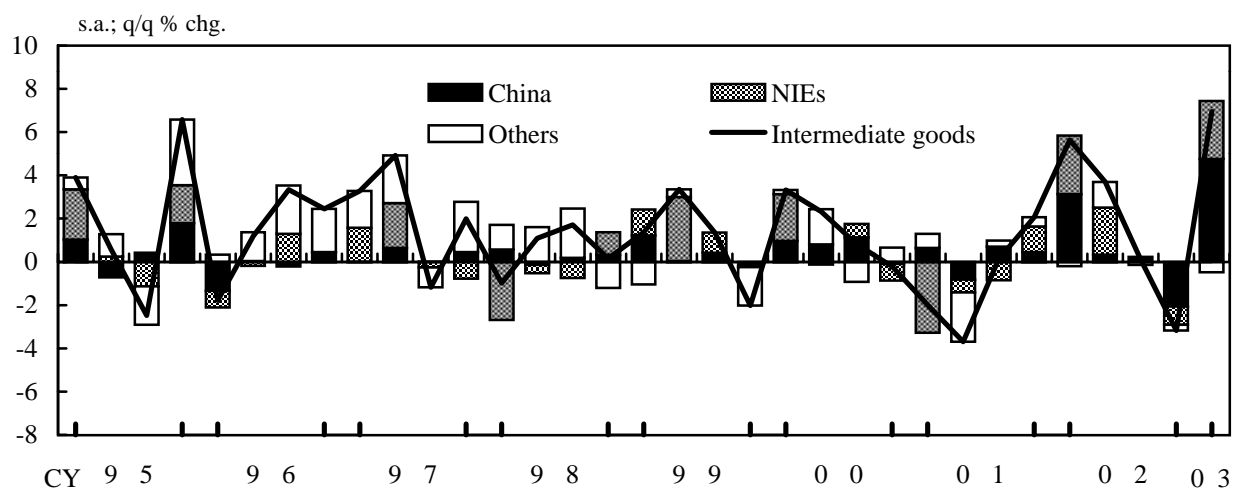 s.a.; q/q % chg.
10
8
6
4
2
0
-2
-4
-6
-8
China
NIEs
Others
Intermediate goods
CY 9 5 9 6 9 7 9 8 9 9 0 0 0 1 0 2 0 3